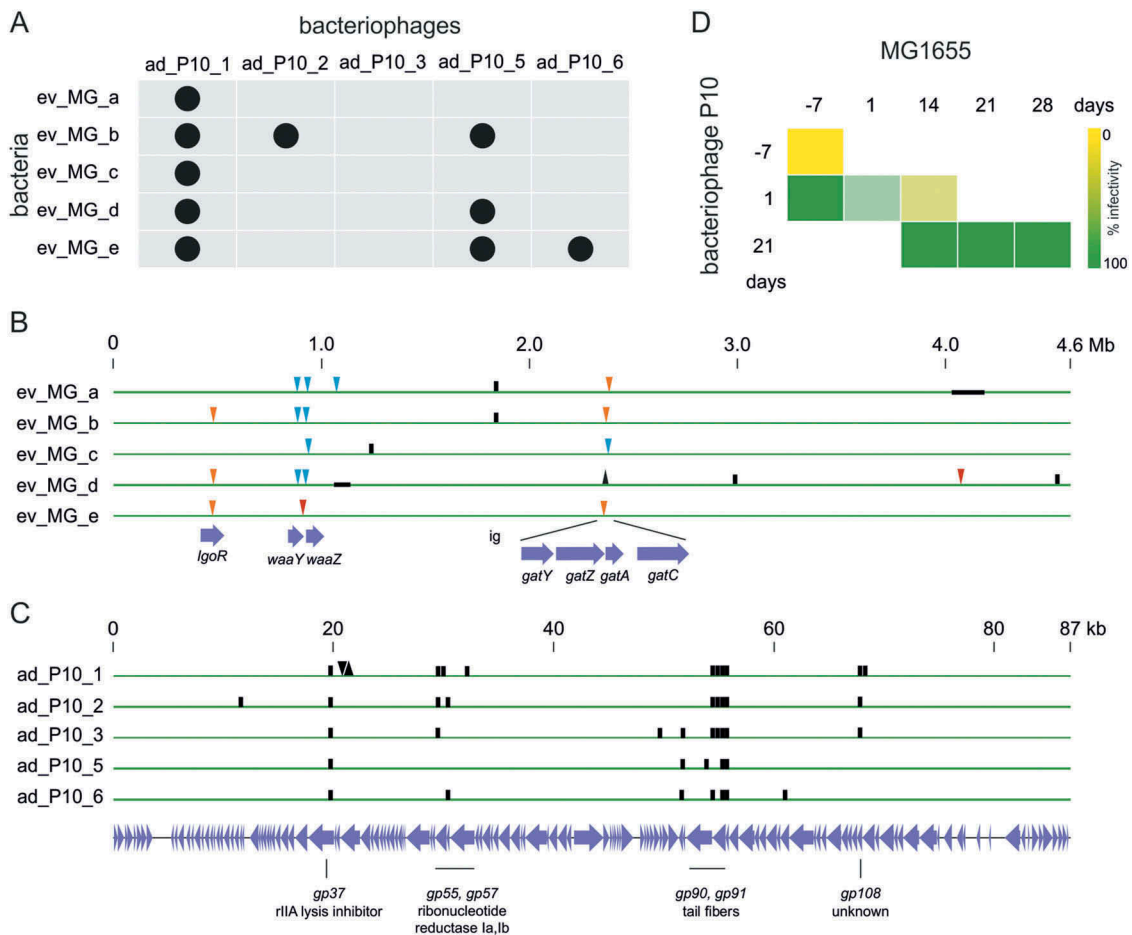 A
bacteriophages
ad_P10_1 ad_P10_2 ad_P10_3 ad_P10_5 ad_P10_6
bacteria
ev_MG_a
ev_MG_b
ev_MG_c
ev_MG_d
ev_MG_e
D
MG1655
-7 1 14 21 28 days
bacteriophage P10
-7
1
21
days
0
% infectivity
100
B
0 1.0 2.0 3.0 4.0 4.6 Mb
ev_MG_a
ev_MG_b
ev_MG_c
ev_MG_d
ev_MG_e
ig
lgoR waaY waaZ
gatY gatZ gatA gatC
C
0 20 40 60 80 87 kb
ad_P10_1
ad_P10_2
ad_P10_3
ad_P10_5
ad_P10_6
gp37 gp55, gp57 gp90, gp91 gp108
rIIA lysis inhibitor ribonucleotide tail fibers unknown
reductase Ia,Ib